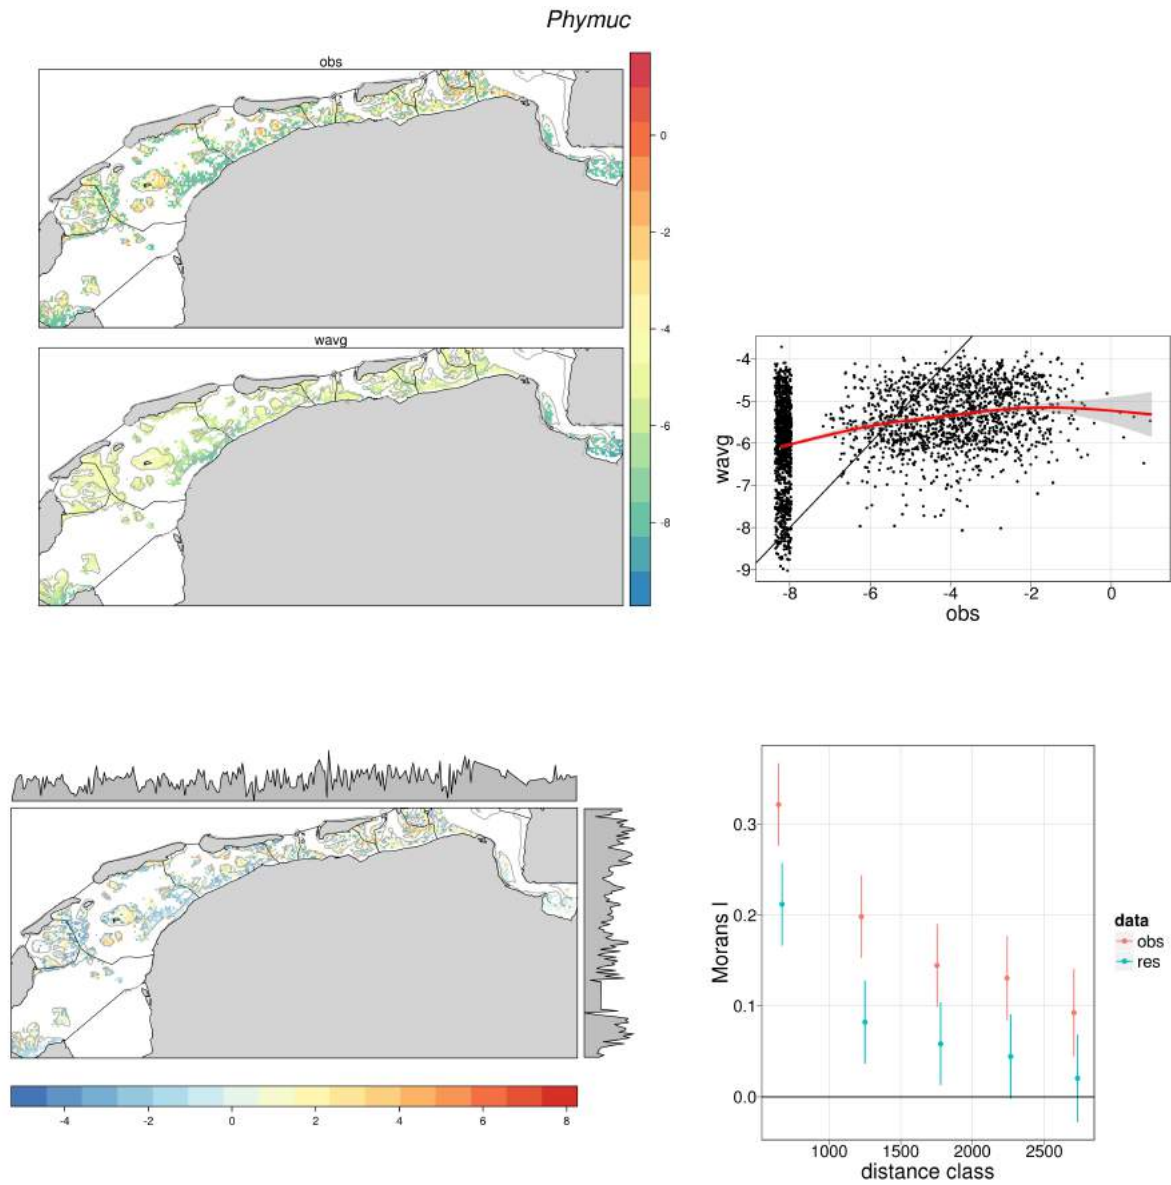 Phymuc
obs
0
-2
-4
-6
-8
wavg
wavg
-4
-5
-6
-7
-8
-9
-8 -6 -4 -2 0
obs
-4 -2 0 2 4 6 8
Morans I
0.3
0.2
0.1
0.0
1000 1500 2000 2500
distance class
data
obs
res